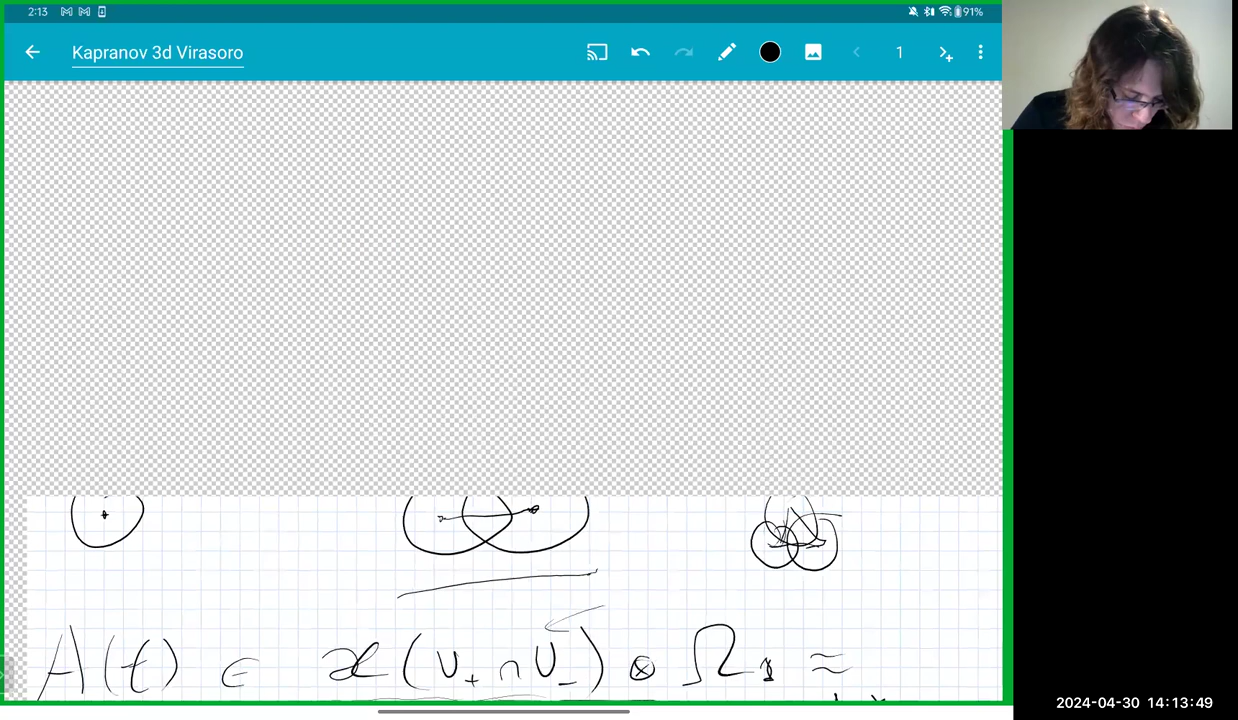 2:13
91%
Kapranov 3d Virasoro
1
A(t) ∈ 𝒳(U₊ ∩ U₋) ⊗ Ω₁ ≈
2024-04-30 14:13:49